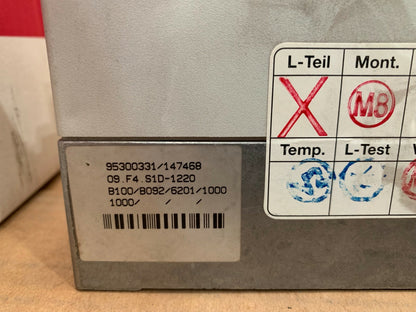 L-Teil Mont.
X M8
Temp. L-Test
95300331/147468
09.F4.S1D-1220
B100/B092/6201/1000
1000/ / / /